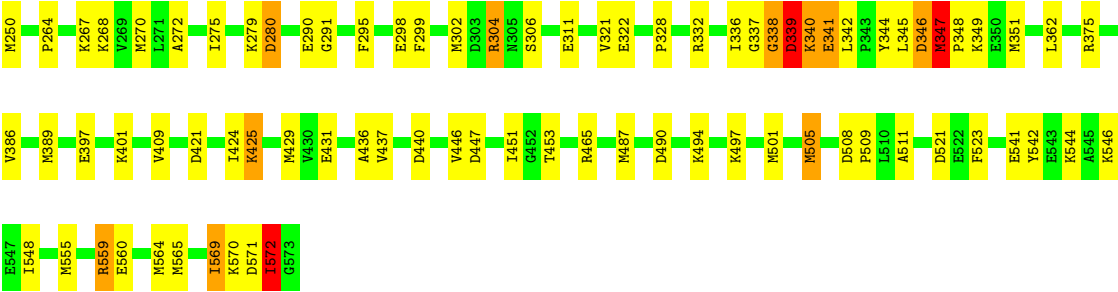 M250 P264 K267 K268 V269 M270 L271 A272 I275 K279 D280 E290 G291 F295 E298 F299 M302 D303 R304 N305 S306 E311 V321 E322 P328 R332 I336 G337 G338 D339 K340 E341 L342 P343 Y344 L345 D346 M347 P348 K349 E350 M351 L362 R375
V386 M389 E397 K401 V409 D421 I424 K425 M429 V430 E431 A436 V437 D440 V446 D447 I451 G452 T453 R465 M487 D490 K494 K497 M501 M505 D508 P509 L510 A511 D521 E522 F523 E541 Y542 E543 K544 A545 K546
E547 I548 M555 R559 E560 M564 M565 I569 K570 D571 I572 G573